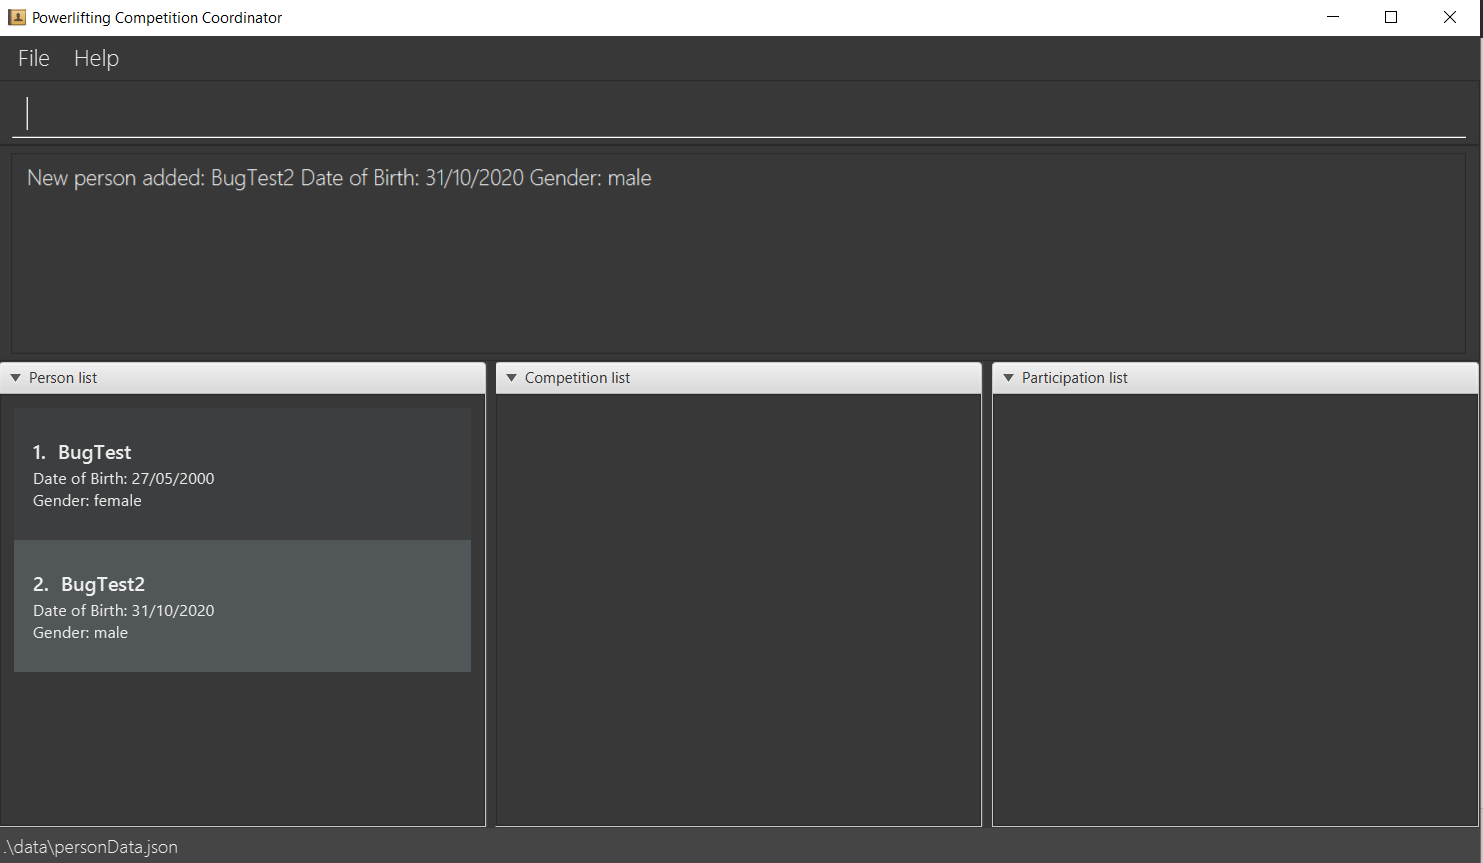 Powerlifting Competition Coordinator
File Help
New person added: BugTest2 Date of Birth: 31/10/2020 Gender: male
Person list
Competition list
Participation list
1. BugTest
Date of Birth: 27/05/2000
Gender: female
2. BugTest2
Date of Birth: 31/10/2020
Gender: male
.\data\personData.json